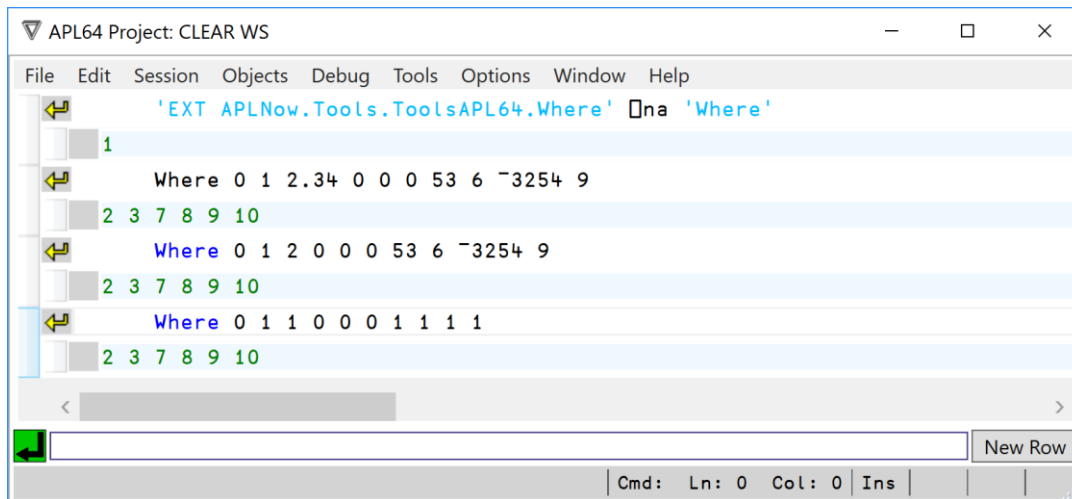 APL64 Project: CLEAR WS
File Edit Session Objects Debug Tools Options Window Help
'EXT APLNow.Tools.ToolsAPL64.Where' ⎕na 'Where'
1
Where 0 1 2.34 0 0 0 53 6 ¯3254 9
2 3 7 8 9 10
Where 0 1 2 0 0 0 53 6 ¯3254 9
2 3 7 8 9 10
Where 0 1 1 0 0 0 1 1 1 1
2 3 7 8 9 10
New Row
Cmd: Ln: 0 Col: 0 Ins